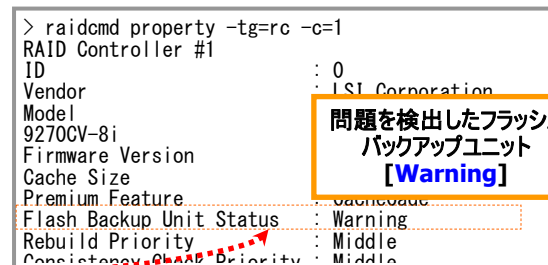 > raidcmd property -tg=rc -c=1
RAID Controller #1
ID : 0
Vendor : LSI Corporation
Model
9270CV-8i
Firmware Version
Cache Size
Premium Feature : CacheCade
Flash Backup Unit Status : Warning
Rebuild Priority : Middle
Consistency Check Priority : Middle
問題を検出したフラッシュ
バックアップユニット
[Warning]